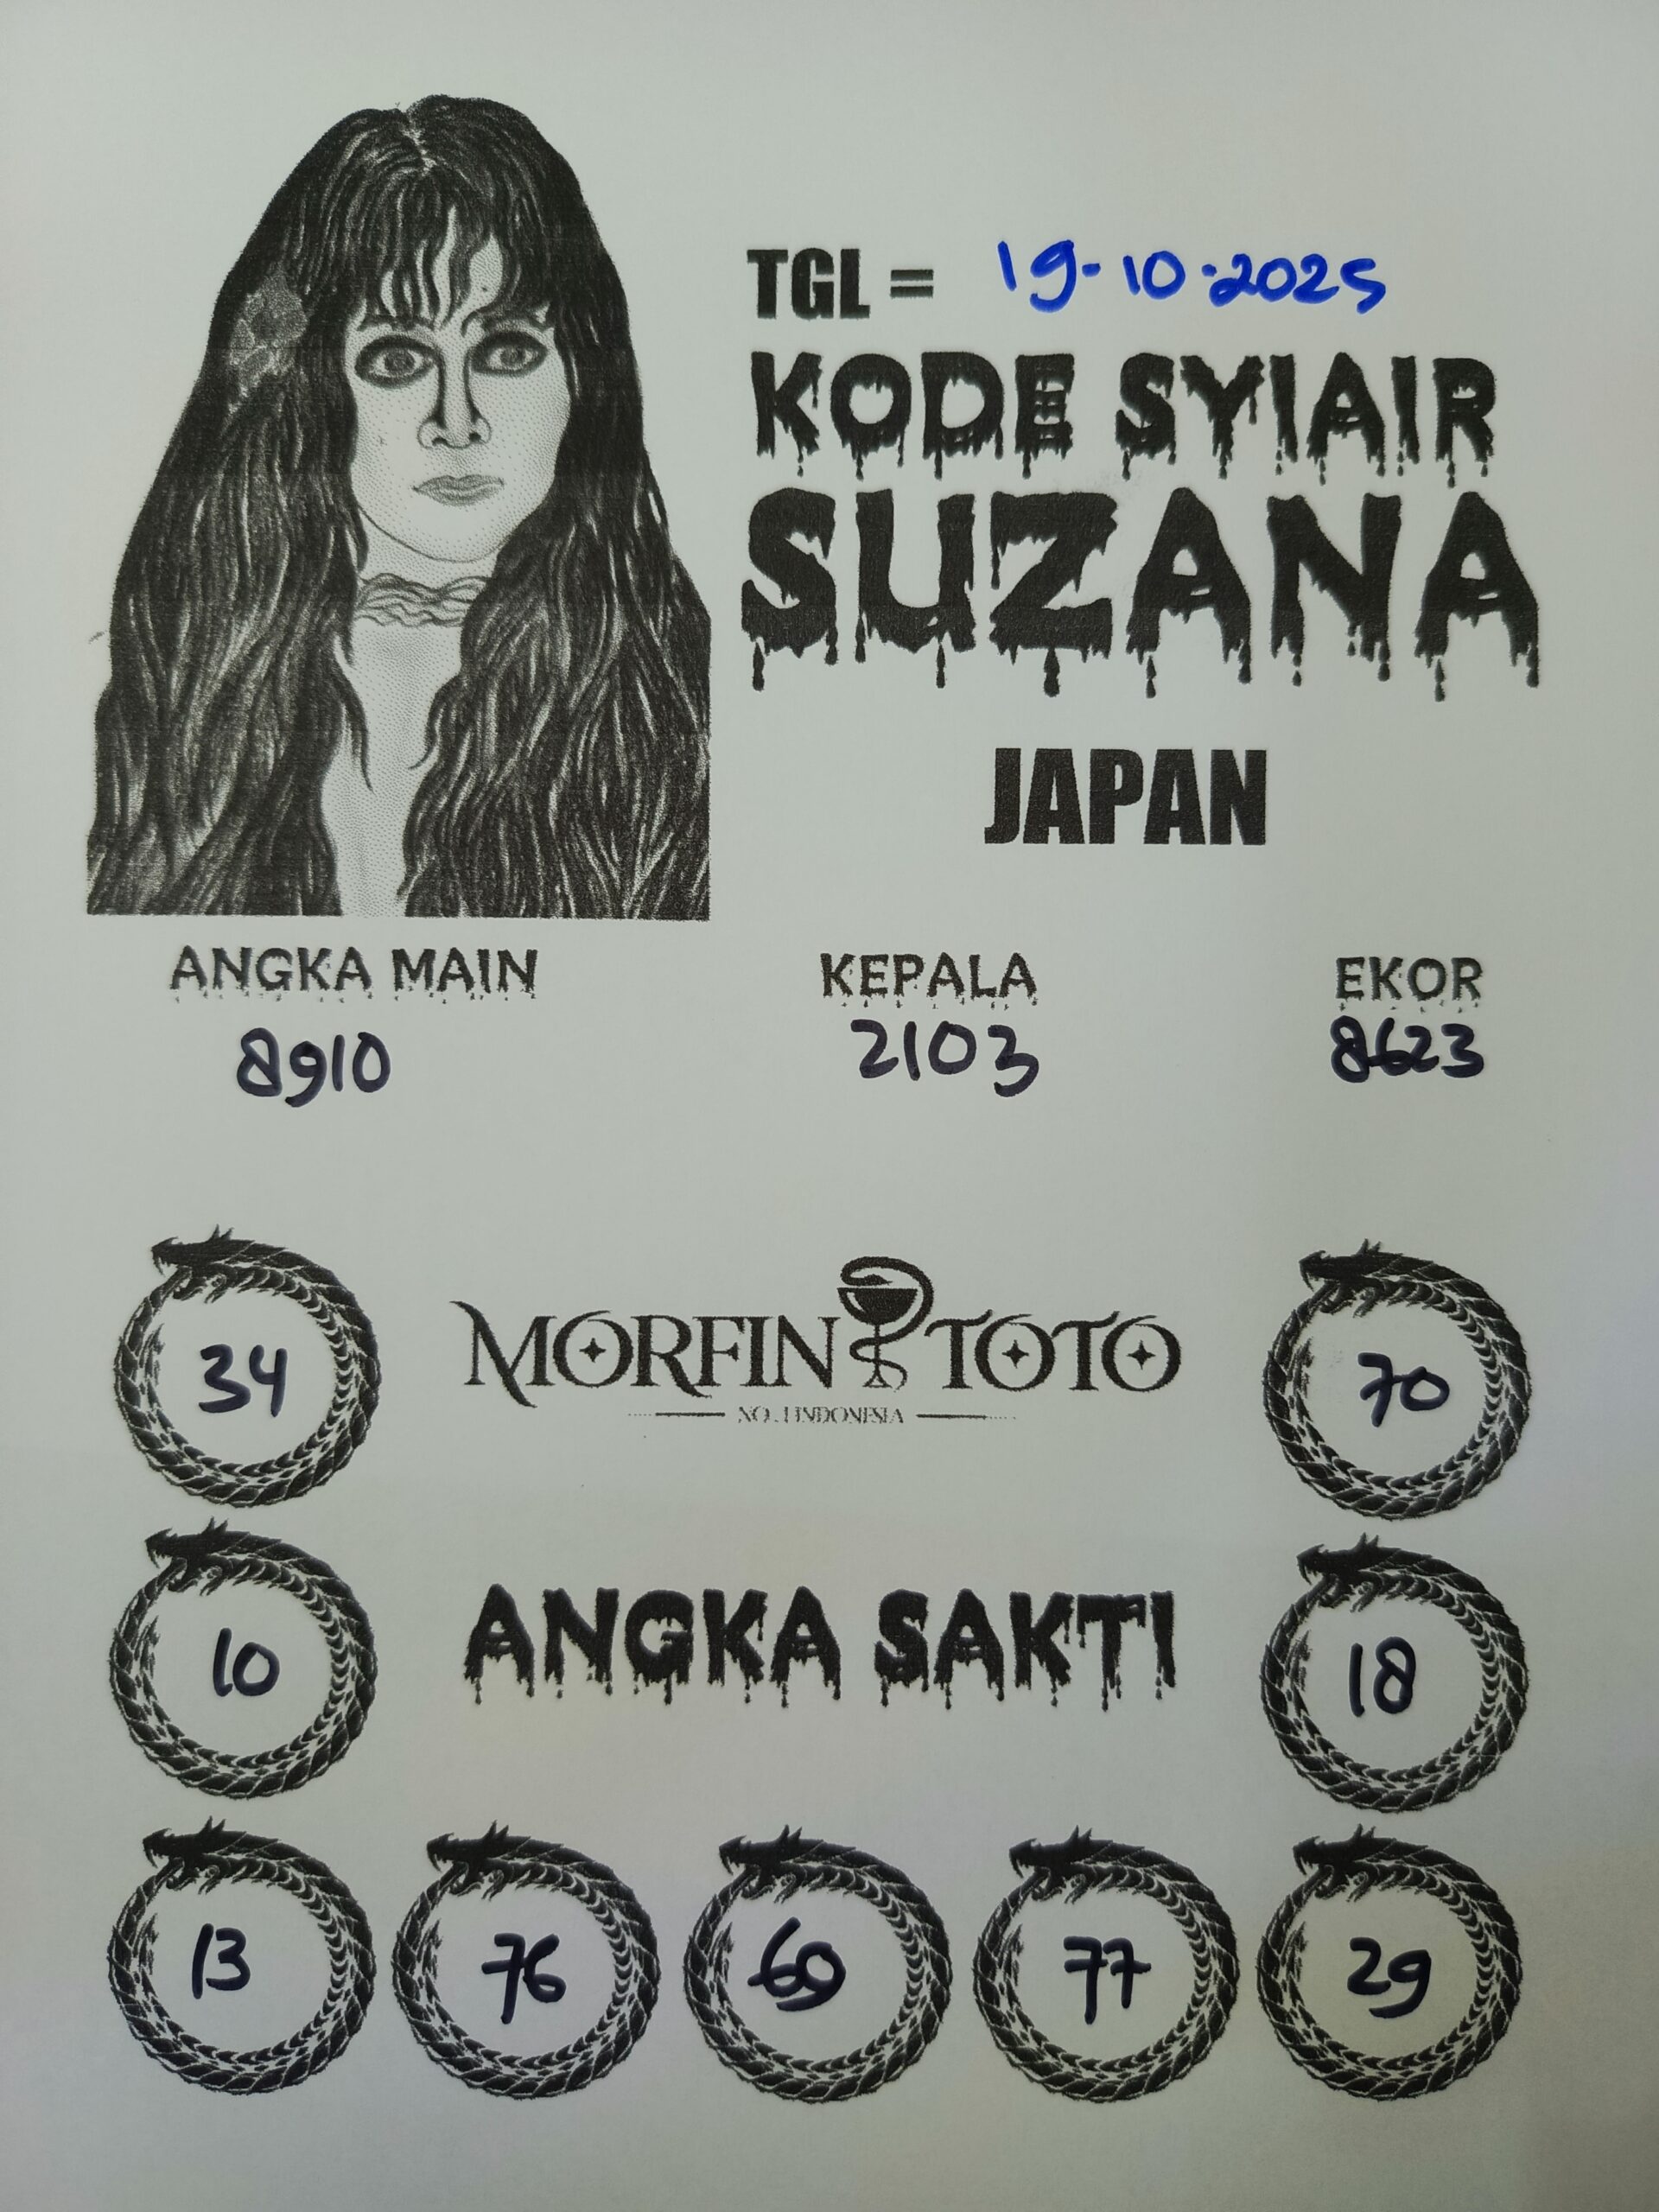 TGL = 19-10-2025
KODE SYIAIR
SUZANA
JAPAN
ANGKA MAIN KEPALA EKOR
8910 2103 8623
34 MORFIN TOTO 70
NO.1 INDONESIA
10 ANGKA SAKTI 18
13 76 60 77 29